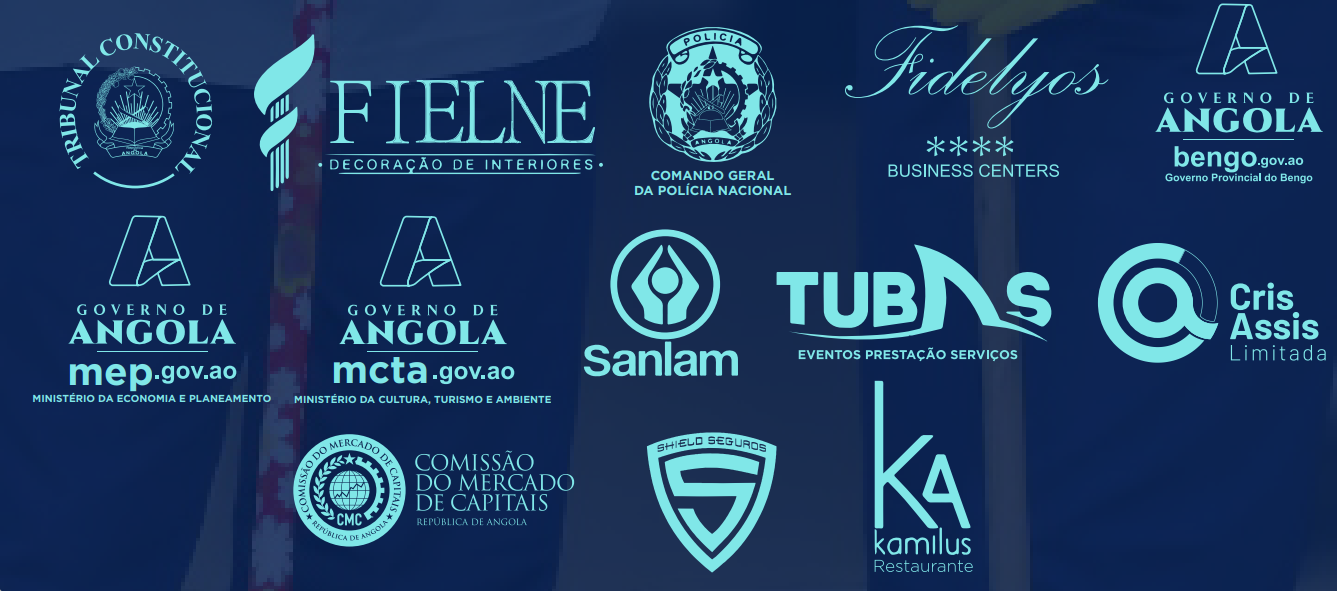 TRIBUNAL CONSTITUCIONAL
ANGOLA
FIELNE
DECORAÇÃO DE INTERIORES
POLICIA
ANGOLA
COMANDO GERAL
DA POLÍCIA NACIONAL
Fidelyos
****
BUSINESS CENTERS
GOVERNO DE
ANGOLA
bengo.gov.ao
Governo Provincial do Bengo
GOVERNO DE
ANGOLA
mep.gov.ao
MINISTÉRIO DA ECONOMIA E PLANEAMENTO
GOVERNO DE
ANGOLA
mcta.gov.ao
MINISTÉRIO DA CULTURA, TURISMO E AMBIENTE
Sanlam
TUBAS
EVENTOS PRESTAÇÃO SERVIÇOS
Cris
Assis
Limitada
COMISSÃO DO MERCADO DE CAPITAIS
CMC
REPÚBLICA DE ANGOLA
COMISSÃO
DO MERCADO
DE CAPITAIS
REPÚBLICA DE ANGOLA
SHIELD SEGUROS
KA
kamilus
Restaurante